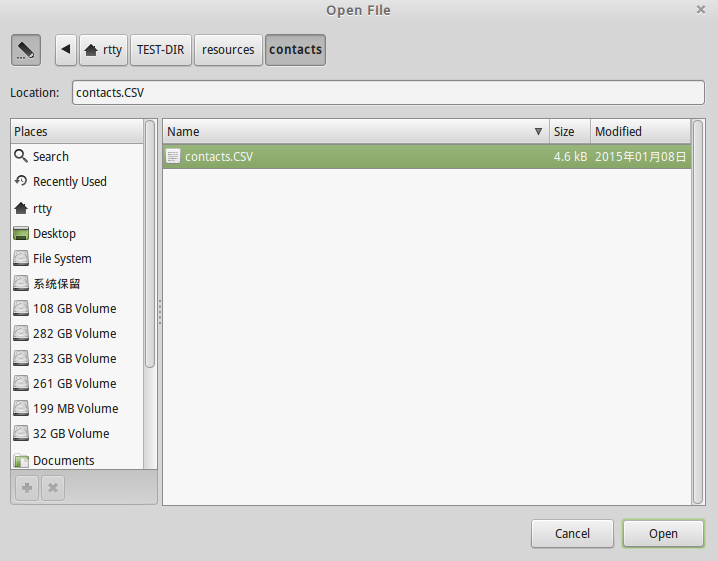 Open File
rtty TEST-DIR resources contacts
Location: contacts.CSV
Places
Search
Recently Used
rtty
Desktop
File System
系统保留
108 GB Volume
282 GB Volume
233 GB Volume
261 GB Volume
199 MB Volume
32 GB Volume
Documents
Name Size Modified
contacts.CSV 4.6 kB 2015年01月08日
Cancel Open